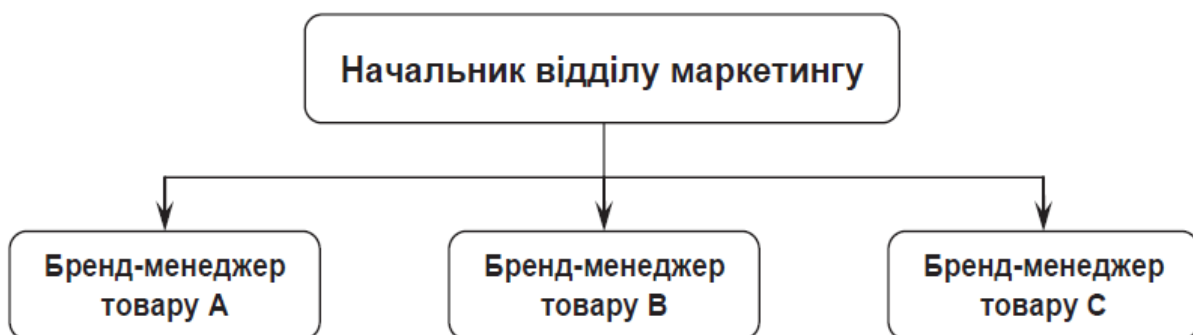 Начальник відділу маркетингу
Бренд-менеджер
товару А
Бренд-менеджер
товару В
Бренд-менеджер
товару С